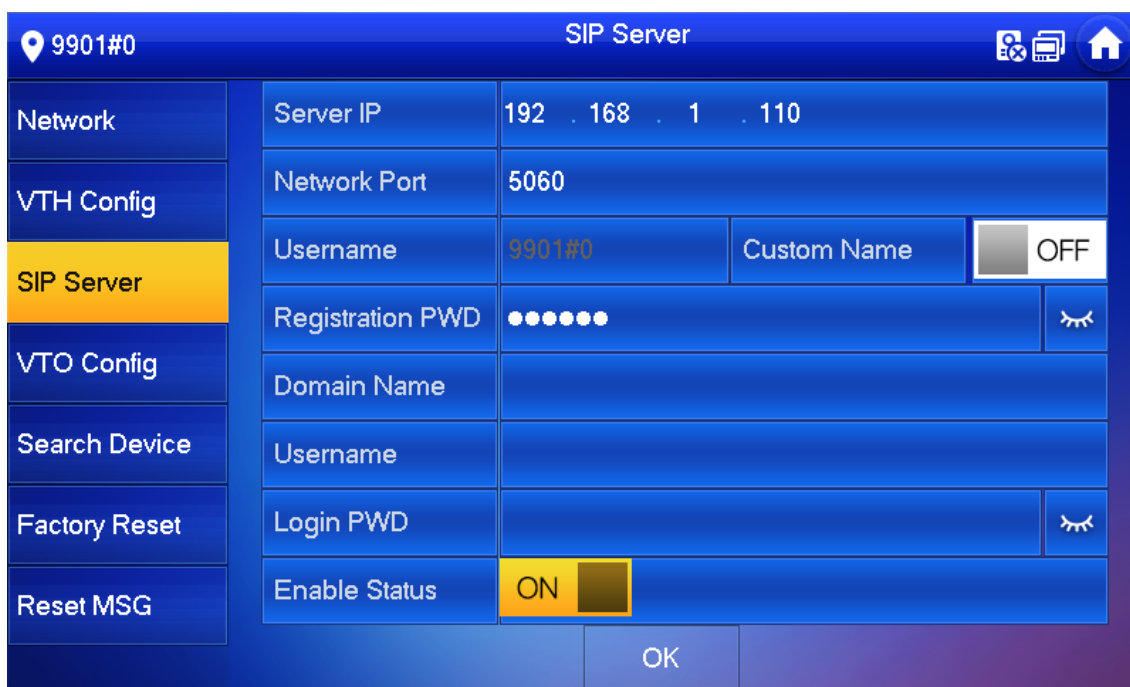 9901#0
SIP Server
Network
VTH Config
SIP Server
VTO Config
Search Device
Factory Reset
Reset MSG
Server IP 192 . 168 . 1 . 110
Network Port 5060
Username 9901#0 Custom Name OFF
Registration PWD ●●●●●●
Domain Name
Username
Login PWD
Enable Status ON
OK